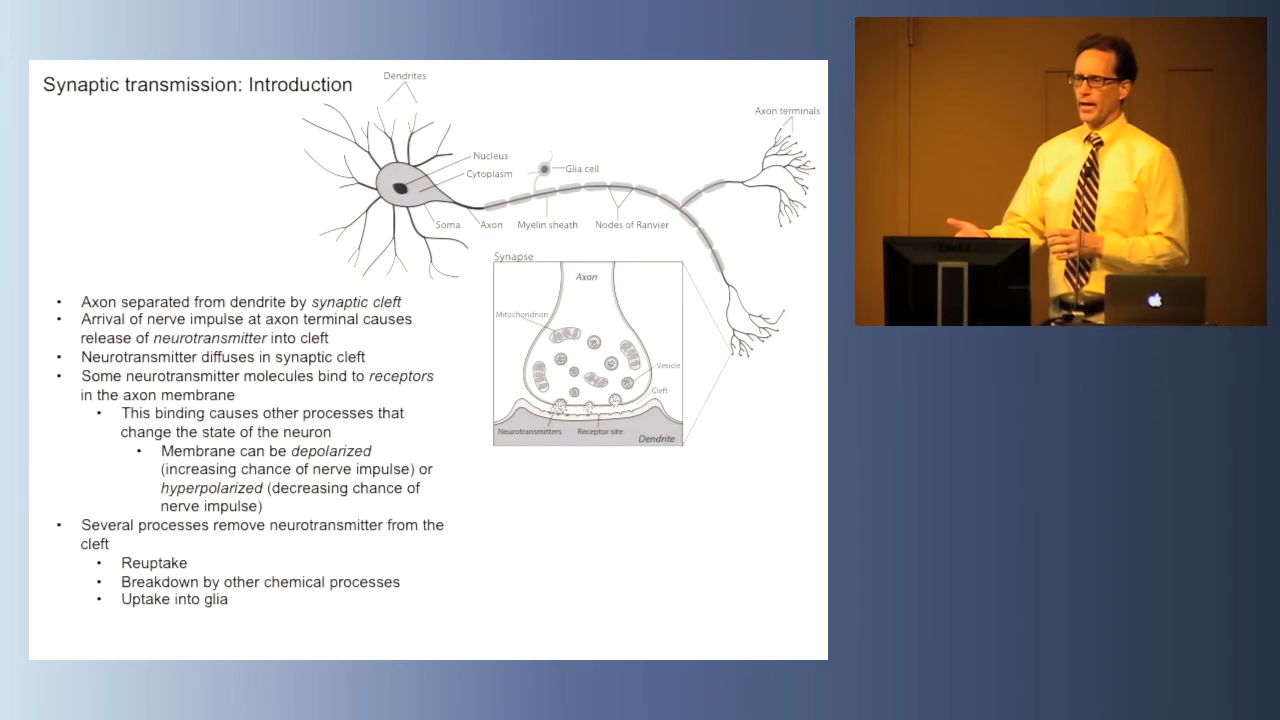 Synaptic transmission: Introduction
Dendrites
Axon terminals
Nucleus
Glia cell
Cytoplasm
Soma
Axon
Myelin sheath
Nodes of Ranvier
Synapse
Axon
Mitochondrion
Vesicle
Cleft
Neurotransmitters
Receptor site
Dendrite
• Axon separated from dendrite by synaptic cleft
• Arrival of nerve impulse at axon terminal causes
release of neurotransmitter into cleft
• Neurotransmitter diffuses in synaptic cleft
• Some neurotransmitter molecules bind to receptors
in the axon membrane
• This binding causes other processes that
change the state of the neuron
• Membrane can be depolarized
(increasing chance of nerve impulse) or
hyperpolarized (decreasing chance of
nerve impulse)
• Several processes remove neurotransmitter from the
cleft
• Reuptake
• Breakdown by other chemical processes
• Uptake into glia